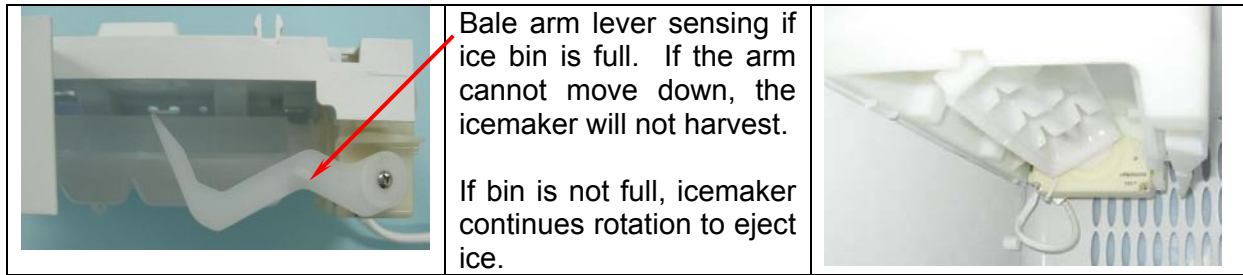 Bale arm lever sensing if
ice bin is full. If the arm
cannot move down, the
icemaker will not harvest.
If bin is not full, icemaker
continues rotation to eject
ice.